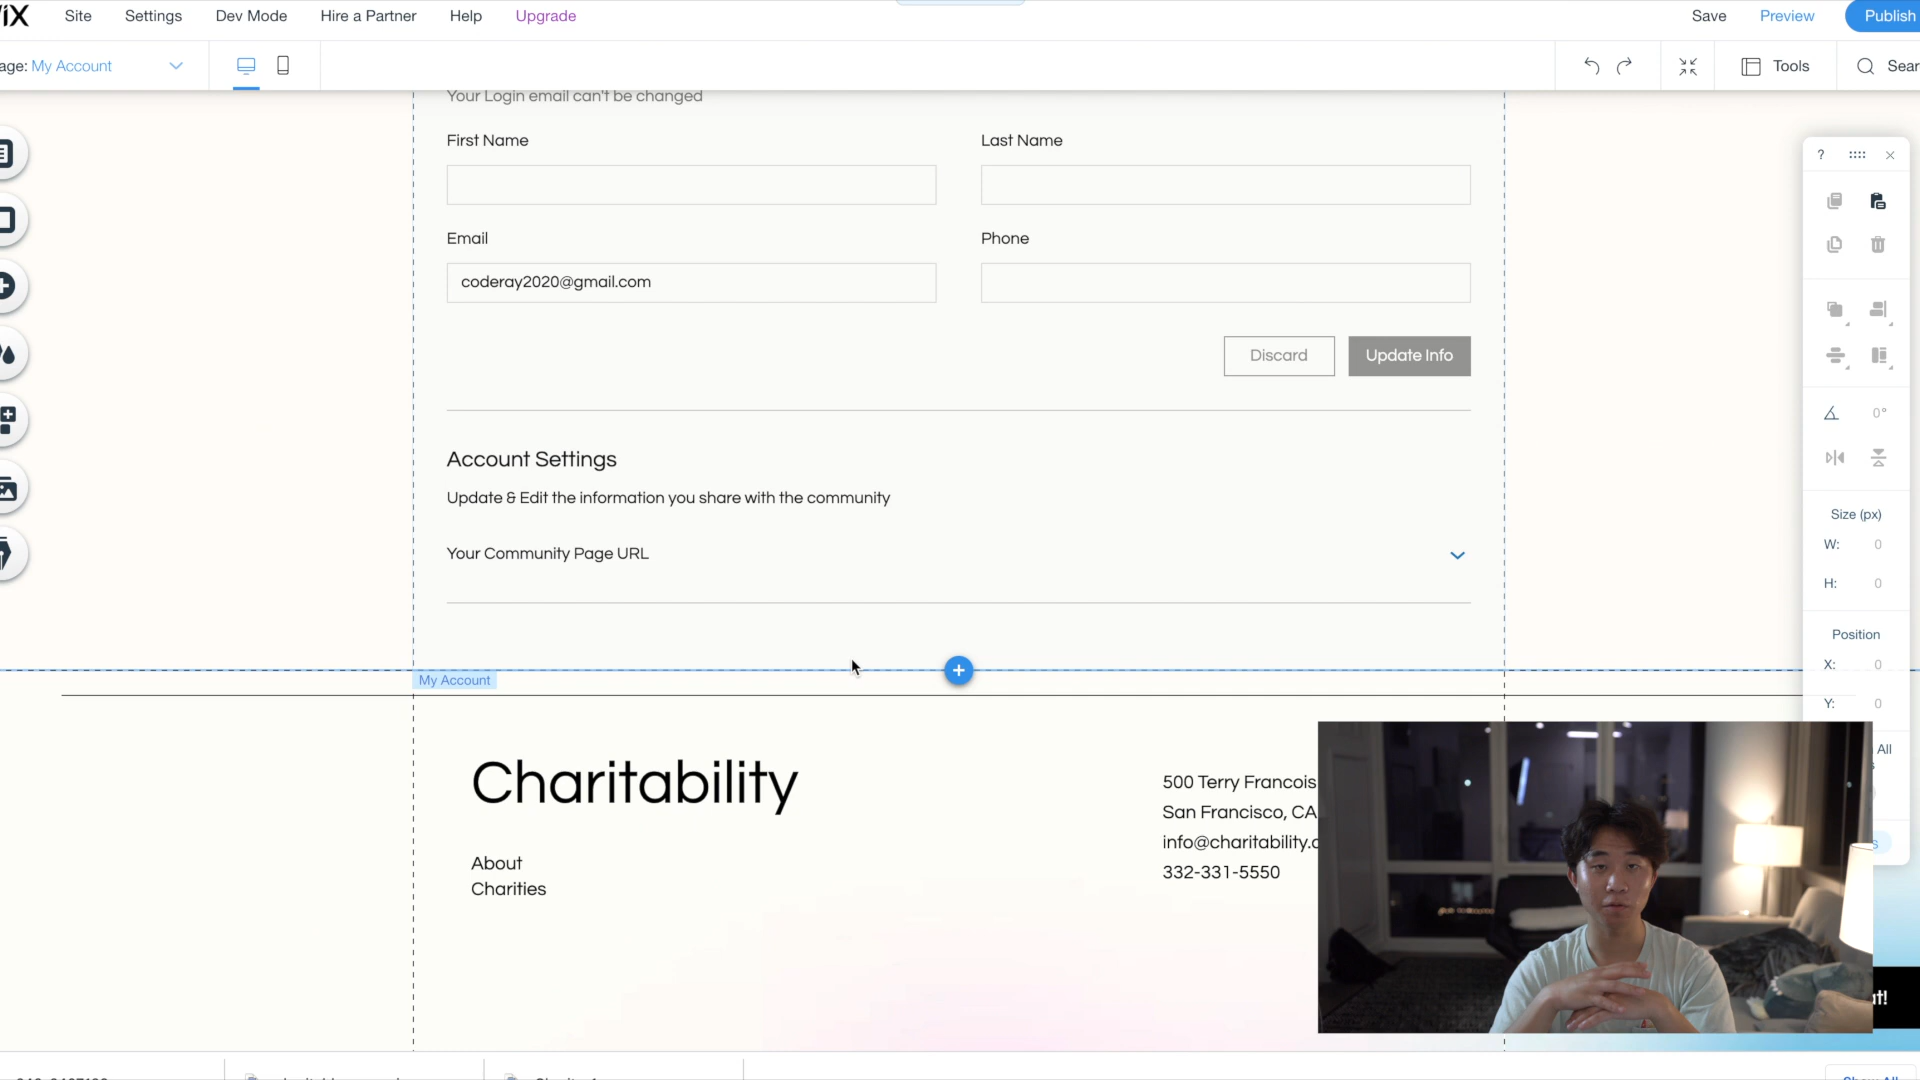 Site Settings Dev Mode Hire a Partner Help Upgrade Save Preview Publish
age: My Account Tools Sear
Your Login email can't be changed
First Name Last Name
Email Phone
coderay2020@gmail.com
Discard Update Info
Account Settings
Update & Edit the information you share with the community
Your Community Page URL
My Account
Charitability
About
Charities
500 Terry Francois
San Francisco, CA
info@charitability.c
332-331-5550
?
0°
Size (px)
W: 0
H: 0
Position
X: 0
Y: 0
All